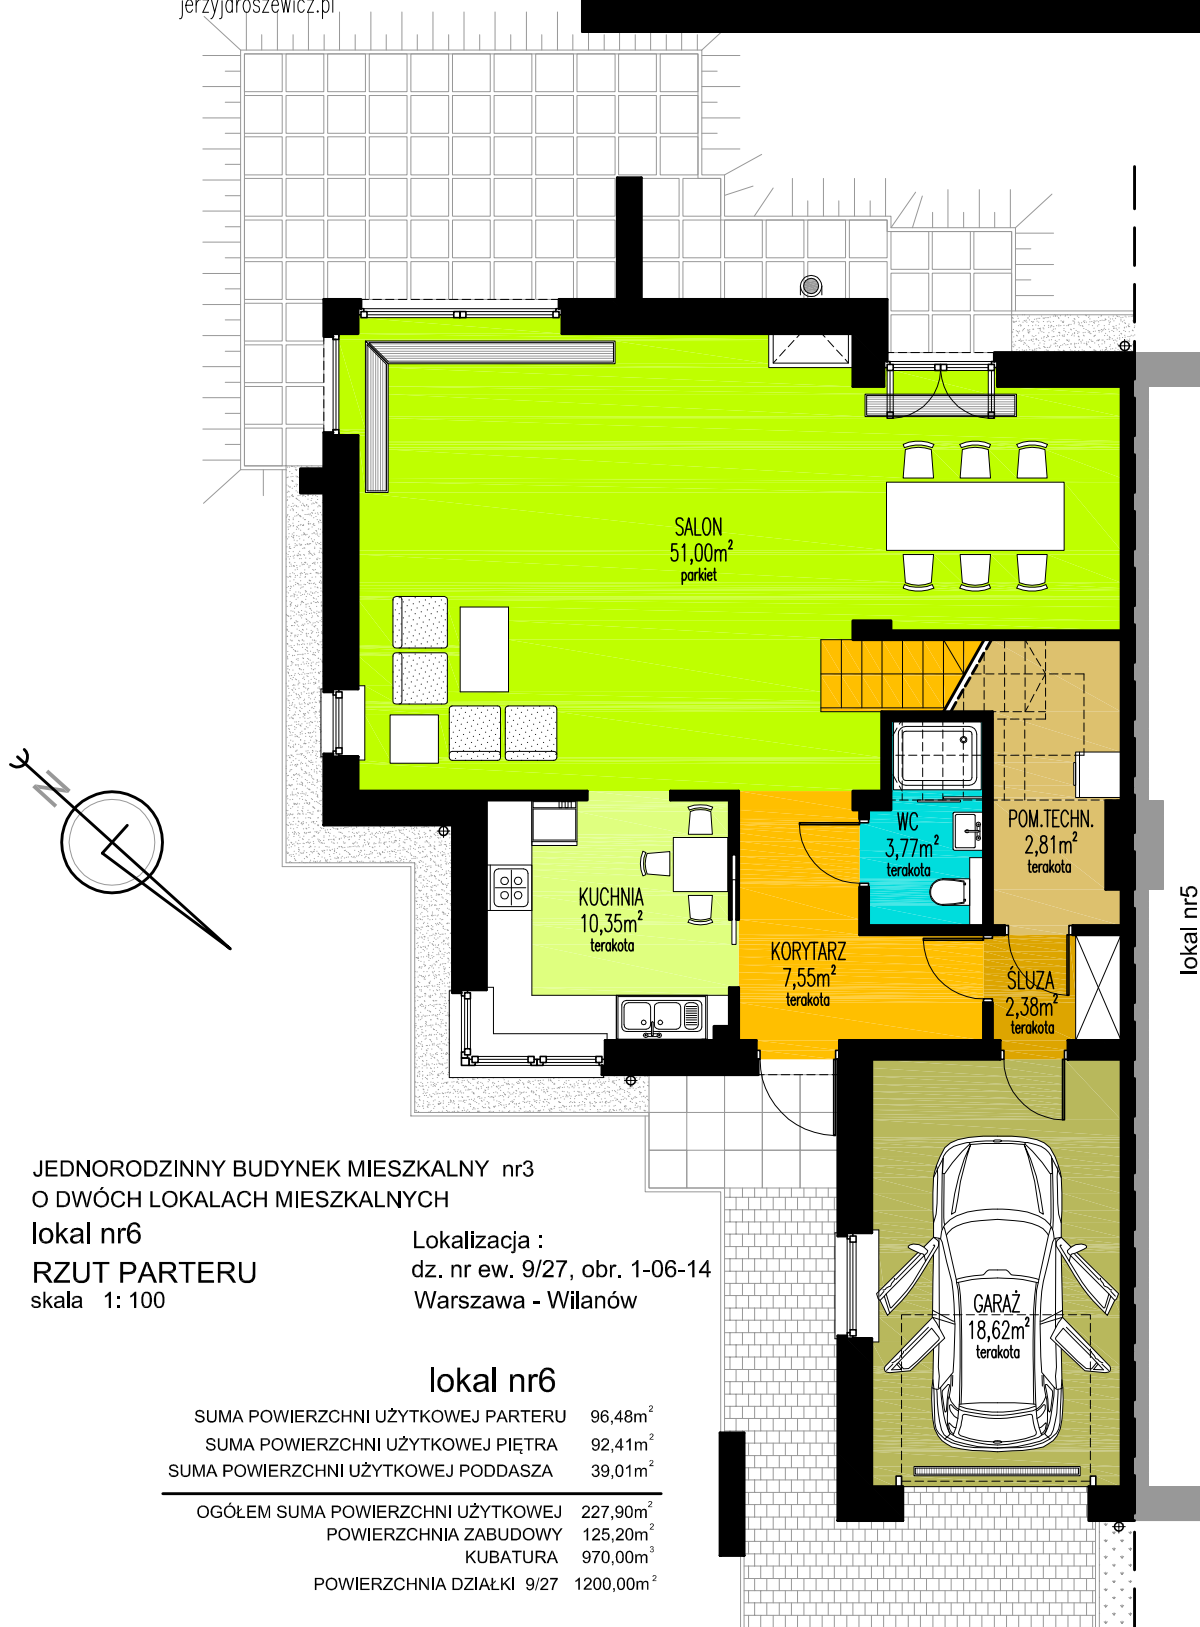 jerzyjaroszewicz.pl
SALON
51,00m²
parkiet
WC
3,77m²
terakota
POM.TECHN.
2,81m²
terakota
KUCHNIA
10,35m²
terakota
KORYTARZ
7,55m²
terakota
ŚLUZA
2,38m²
terakota
lokal nr5
N
GARAŻ
18,62m²
terakota
JEDNORODZINNY BUDYNEK MIESZKALNY nr3
O DWÓCH LOKALACH MIESZKALNYCH
lokal nr6
RZUT PARTERU
skala 1: 100
Lokalizacja :
dz. nr ew. 9/27, obr. 1-06-14
Warszawa - Wilanów
lokal nr6
SUMA POWIERZCHNI UŻYTKOWEJ PARTERU 96,48m²
SUMA POWIERZCHNI UŻYTKOWEJ PIĘTRA 92,41m²
SUMA POWIERZCHNI UŻYTKOWEJ PODDASZA 39,01m²
OGÓŁEM SUMA POWIERZCHNI UŻYTKOWEJ 227,90m²
POWIERZCHNIA ZABUDOWY 125,20m²
KUBATURA 970,00m³
POWIERZCHNIA DZIAŁKI 9/27 1200,00m²